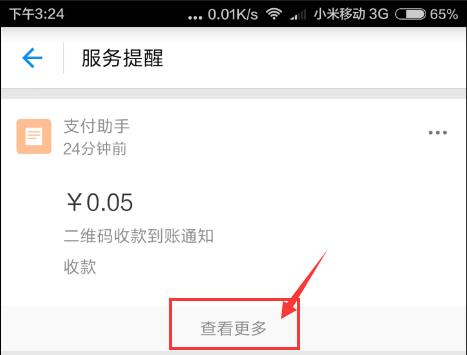 下午3:24 ... 0.01K/s 小米移动 3G 65%
服务提醒
支付助手
24分钟前
￥0.05
二维码收款到账通知
收款
查看更多